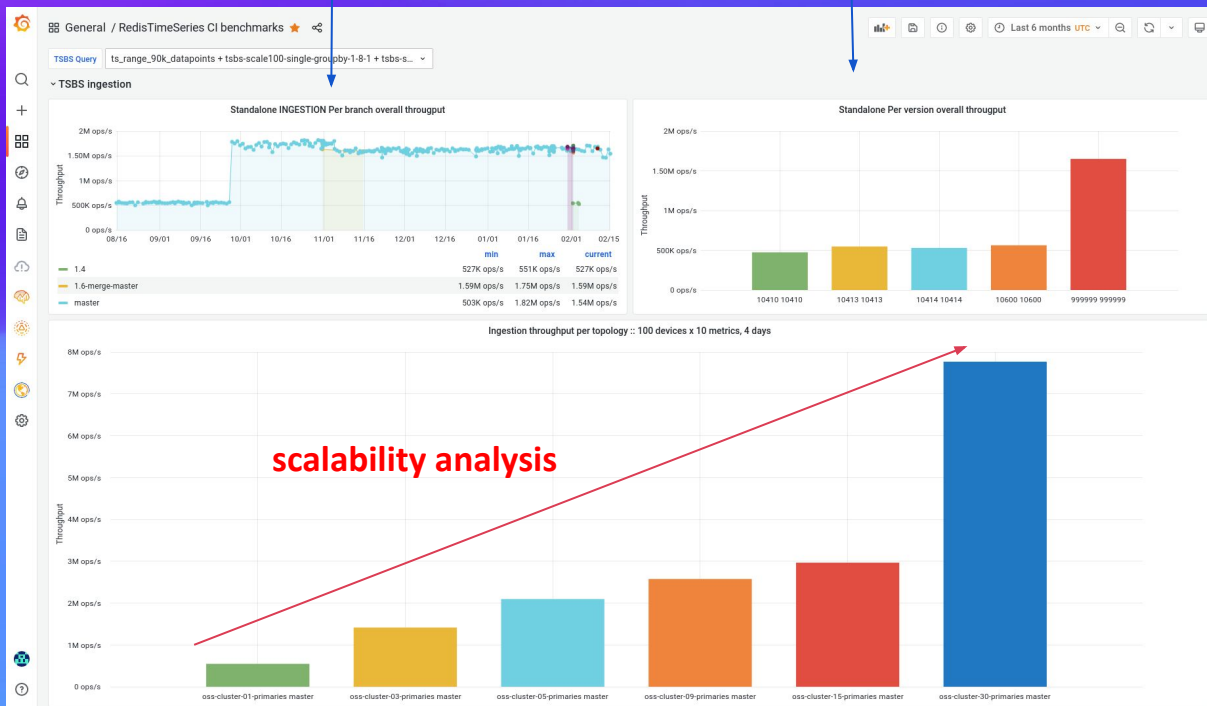 General / RedisTimeSeries CI benchmarks
Last 6 months UTC
TSBS Query ts_range_90k_datapoints + tsbs-scale100-single-groupby-1-8-1 + tsbs-s...
TSBS ingestion
Standalone INGESTION Per branch overall througput
2M ops/s
1.50M ops/s
1M ops/s
500K ops/s
0 ops/s
Throughput
08/16 09/01 09/16 10/01 10/16 11/01 11/16 12/01 12/16 01/01 01/16 02/01 02/15
min max current
1.4 527K ops/s 551K ops/s 527K ops/s
1.6-merge-master 1.59M ops/s 1.75M ops/s 1.59M ops/s
master 503K ops/s 1.82M ops/s 1.54M ops/s
Standalone Per version overall througput
2M ops/s
1.50M ops/s
1M ops/s
500K ops/s
0 ops/s
Throughput
10410 10410 10413 10413 10414 10414 10600 10600 999999 999999
Ingestion throughput per topology :: 100 devices x 10 metrics, 4 days
8M ops/s
7M ops/s
6M ops/s
5M ops/s
4M ops/s
3M ops/s
2M ops/s
1M ops/s
0 ops/s
Throughput
scalability analysis
oss-cluster-01-primaries master oss-cluster-03-primaries master oss-cluster-05-primaries master oss-cluster-09-primaries master oss-cluster-15-primaries master oss-cluster-30-primaries master